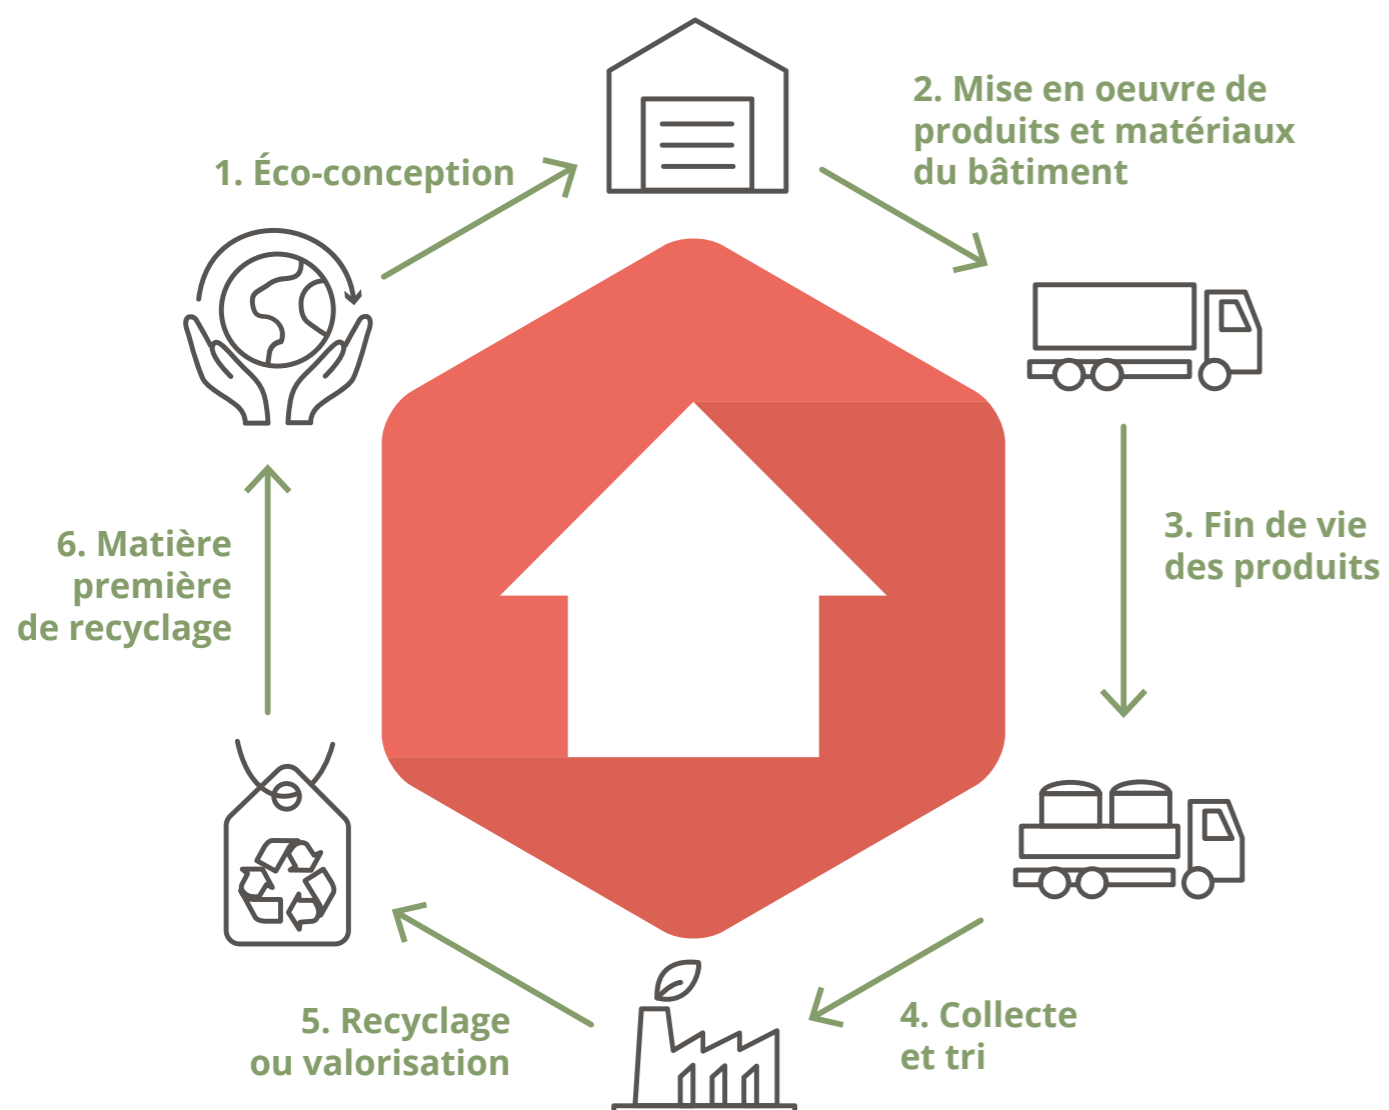 1. Éco-conception
2. Mise en oeuvre de
produits et matériaux
du bâtiment
3. Fin de vie
des produits
4. Collecte
et tri
5. Recyclage
ou valorisation
6. Matière
première
de recyclage